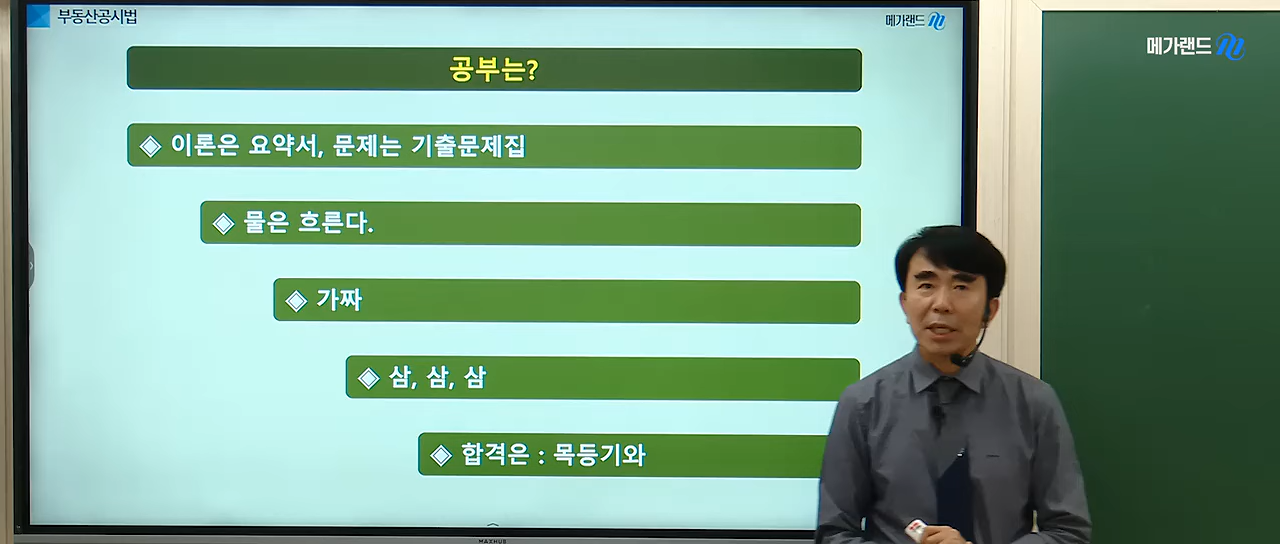 부동산공시법
메가랜드
메가랜드
공부는?
◈ 이론은 요약서, 문제는 기출문제집
◈ 물은 흐른다.
◈ 가짜
◈ 삼, 삼, 삼
◈ 합격은 : 목등기와
MAXHUB